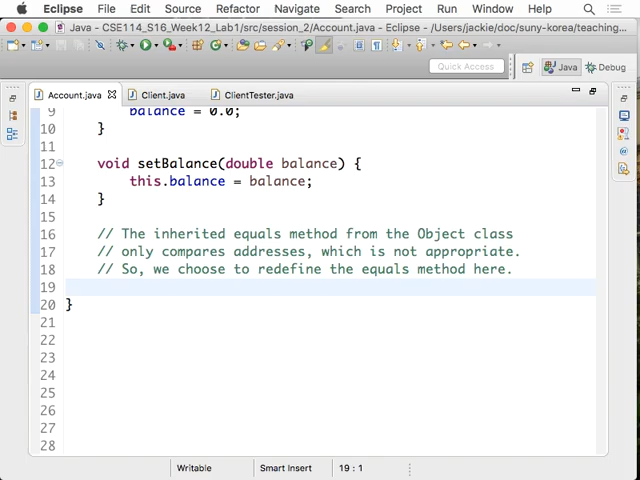 Eclipse File Edit Source Refactor Navigate Search Project Run Window Help
Java - CSE114_S16_Week12_Lab1/src/session_2/Account.java - Eclipse - /Users/jackie/doc/suny-korea/teaching...
Quick Access Java Debug
Account.java Client.java ClientTester.java
9 balance = 0.0;
10 }
11
12 void setBalance(double balance) {
13 this.balance = balance;
14 }
15
16 // The inherited equals method from the Object class
17 // only compares addresses, which is not appropriate.
18 // So, we choose to redefine the equals method here.
19
20 }
21
22
23
24
25
26
27
28
Writable Smart Insert 19 : 1